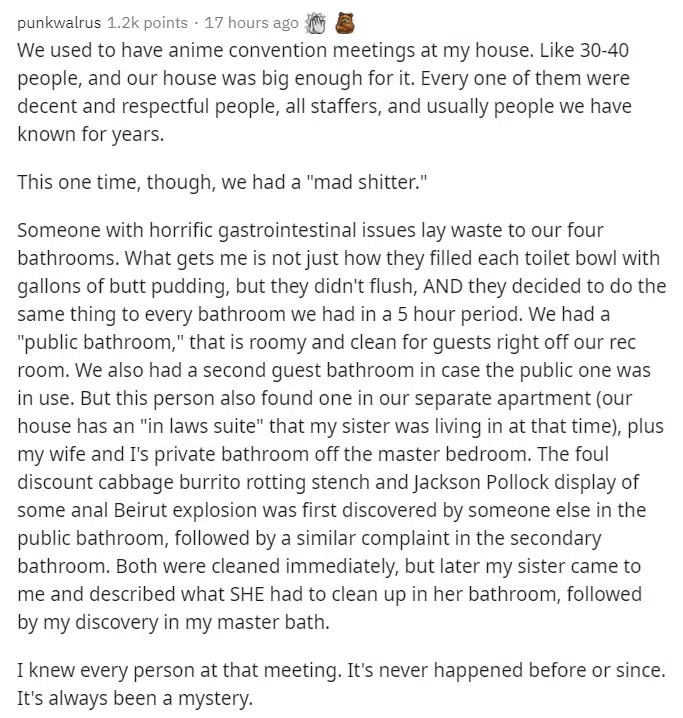 punkwalrus 1.2k points · 17 hours ago
We used to have anime convention meetings at my house. Like 30-40
people, and our house was big enough for it. Every one of them were
decent and respectful people, all staffers, and usually people we have
known for years.
This one time, though, we had a "mad shitter."
Someone with horrific gastrointestinal issues lay waste to our four
bathrooms. What gets me is not just how they filled each toilet bowl with
gallons of butt pudding, but they didn't flush, AND they decided to do the
same thing to every bathroom we had in a 5 hour period. We had a
"public bathroom," that is roomy and clean for guests right off our rec
room. We also had a second guest bathroom in case the public one was
in use. But this person also found one in our separate apartment (our
house has an "in laws suite" that my sister was living in at that time), plus
my wife and I's private bathroom off the master bedroom. The foul
discount cabbage burrito rotting stench and Jackson Pollock display of
some anal Beirut explosion was first discovered by someone else in the
public bathroom, followed by a similar complaint in the secondary
bathroom. Both were cleaned immediately, but later my sister came to
me and described what SHE had to clean up in her bathroom, followed
by my discovery in my master bath.
I knew every person at that meeting. It's never happened before or since.
It's always been a mystery.